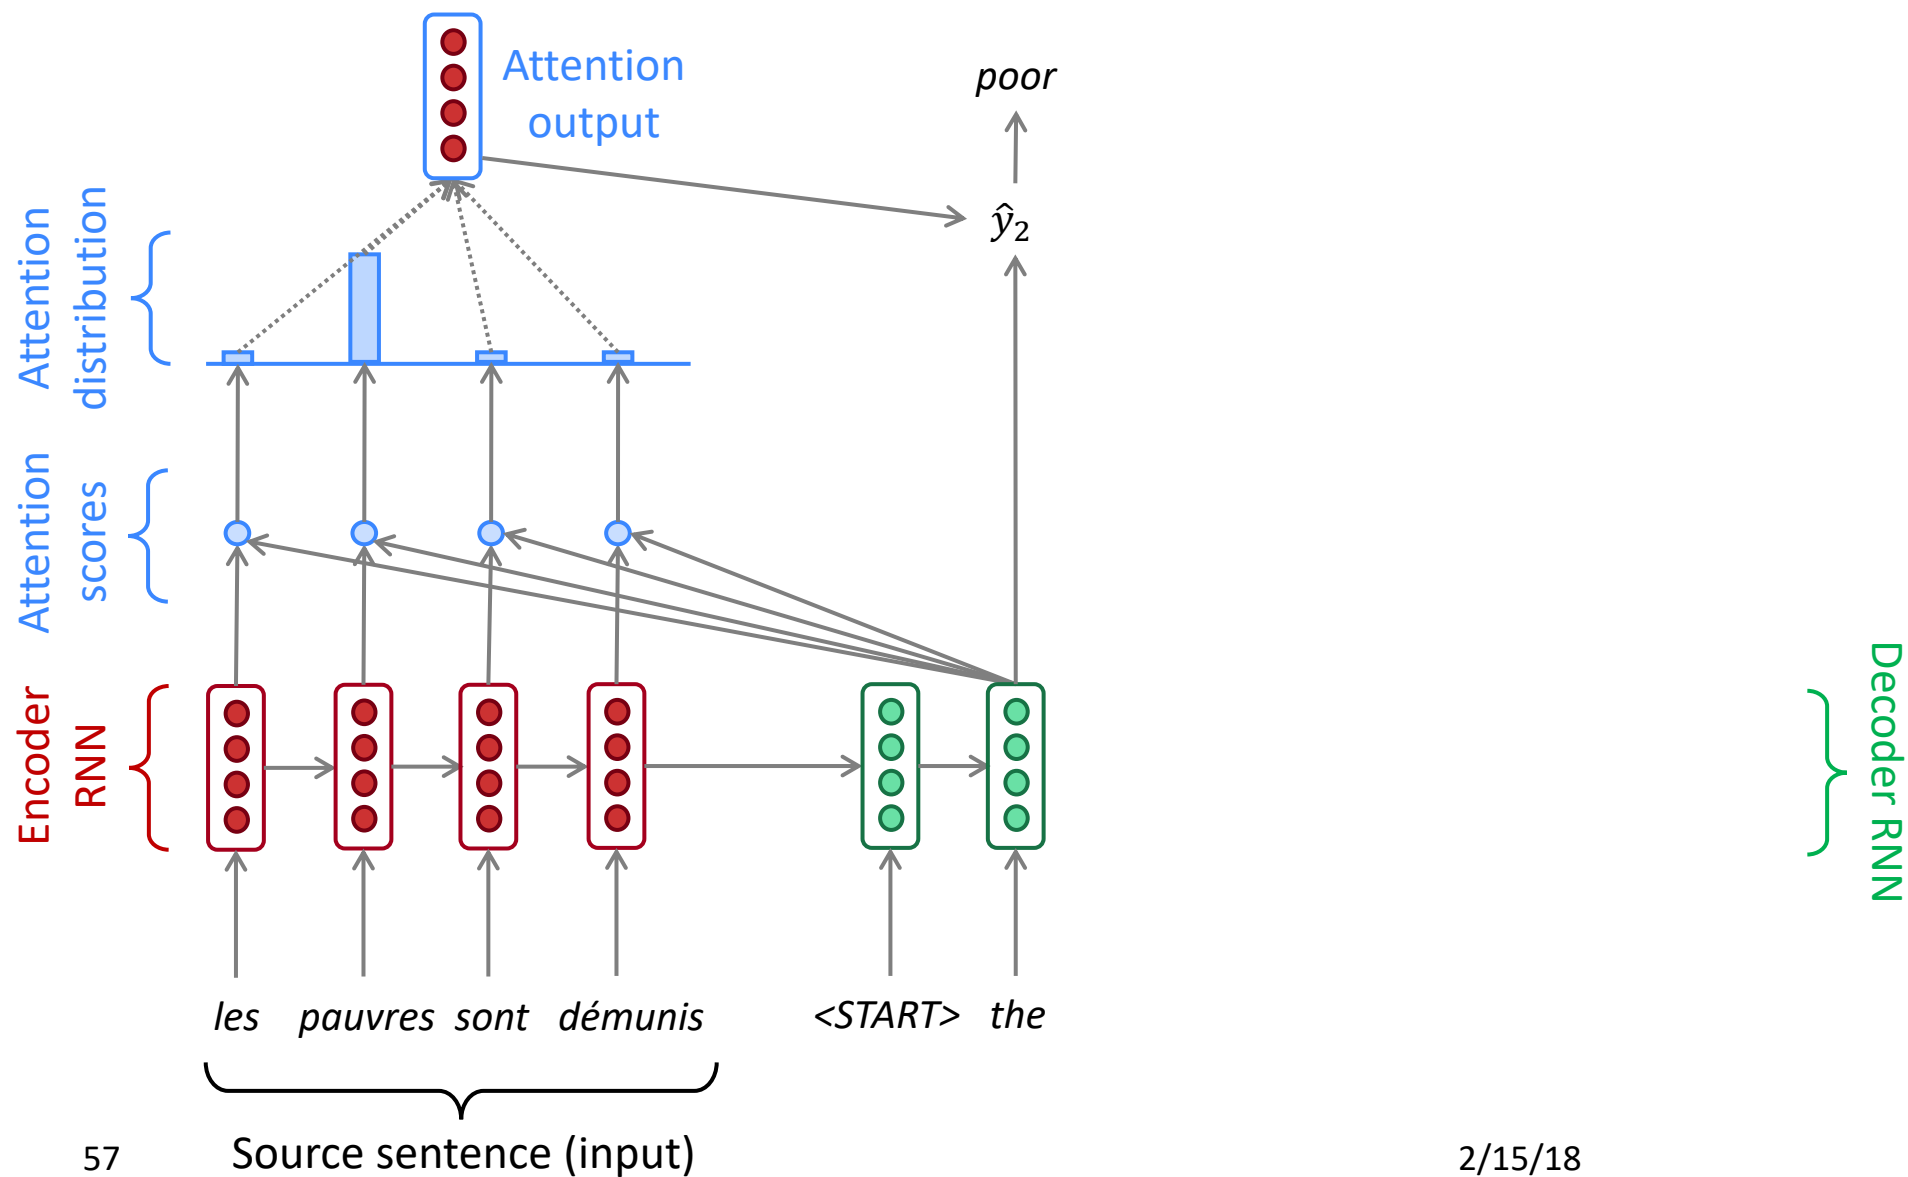 Attention
output
poor
ŷ₂
Attention
distribution
Attention
scores
Encoder
RNN
Decoder RNN
les pauvres sont démunis <START> the
Source sentence (input)
57
2/15/18